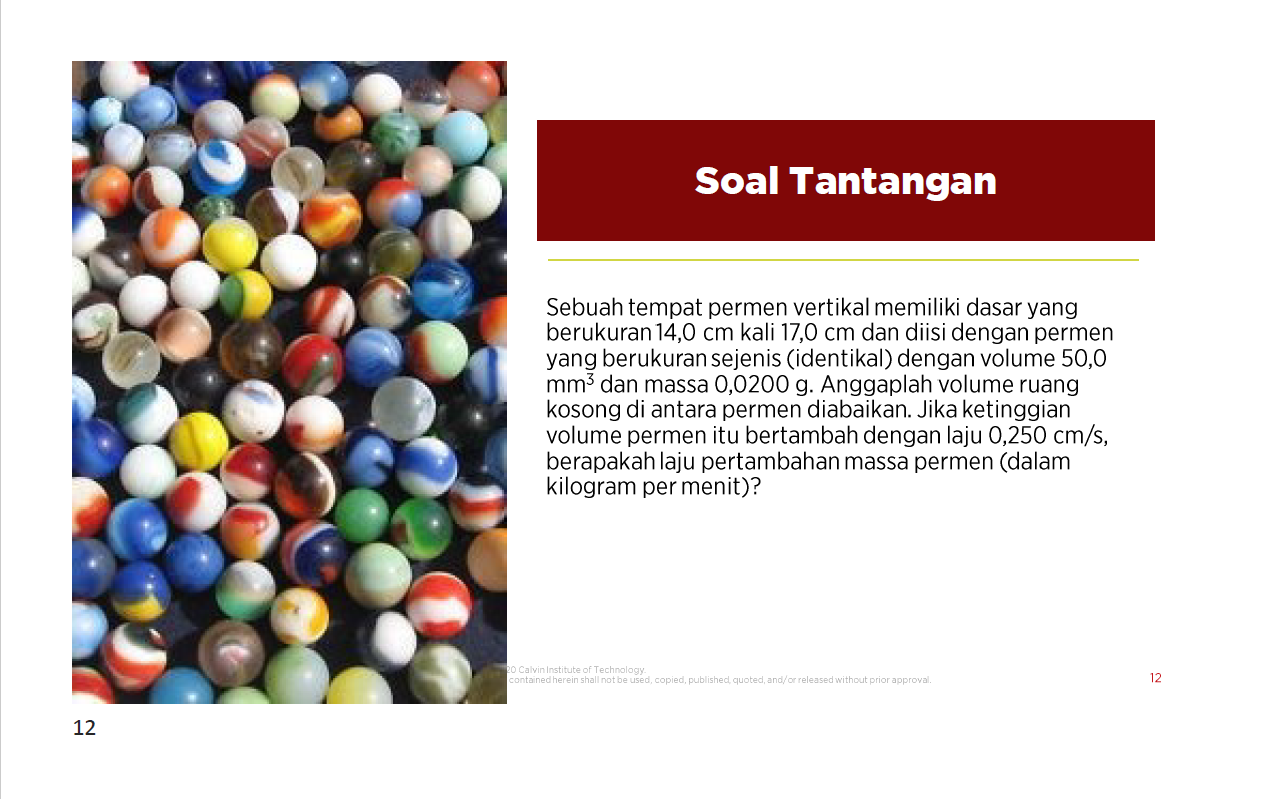 Soal Tantangan
Sebuah tempat permen vertikal memiliki dasar yang
berukuran 14,0 cm kali 17,0 cm dan diisi dengan permen
yang berukuran sejenis (identikal) dengan volume 50,0
mm³ dan massa 0,0200 g. Anggaplah volume ruang
kosong di antara permen diabaikan. Jika ketinggian
volume permen itu bertambah dengan laju 0,250 cm/s,
berapakah laju pertambahan massa permen (dalam
kilogram per menit)?
20 Calvin Institute of Technology.
contained herein shall not be used, copied, published, quoted, and/or released without prior approval.
12
12